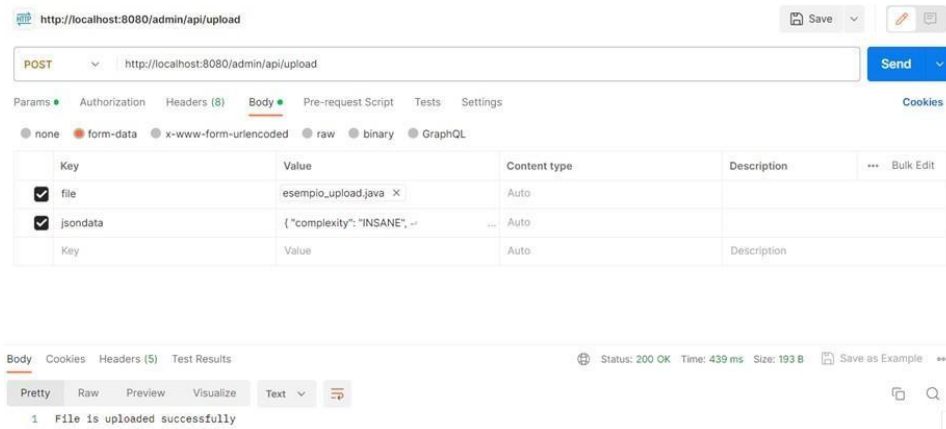 HTTP http://localhost:8080/admin/api/upload Save
POST http://localhost:8080/admin/api/upload Send
Params Authorization Headers (8) Body Pre-request Script Tests Settings Cookies
none form-data x-www-form-urlencoded raw binary GraphQL
Key Value Content type Description ••• Bulk Edit
file esempio_upload.java × Auto
jsondata { "complexity": "INSANE", ↩ ... Auto
Key Value Auto Description
Body Cookies Headers (5) Test Results Status: 200 OK Time: 439 ms Size: 193 B Save as Example
Pretty Raw Preview Visualize Text
1 File is uploaded successfully